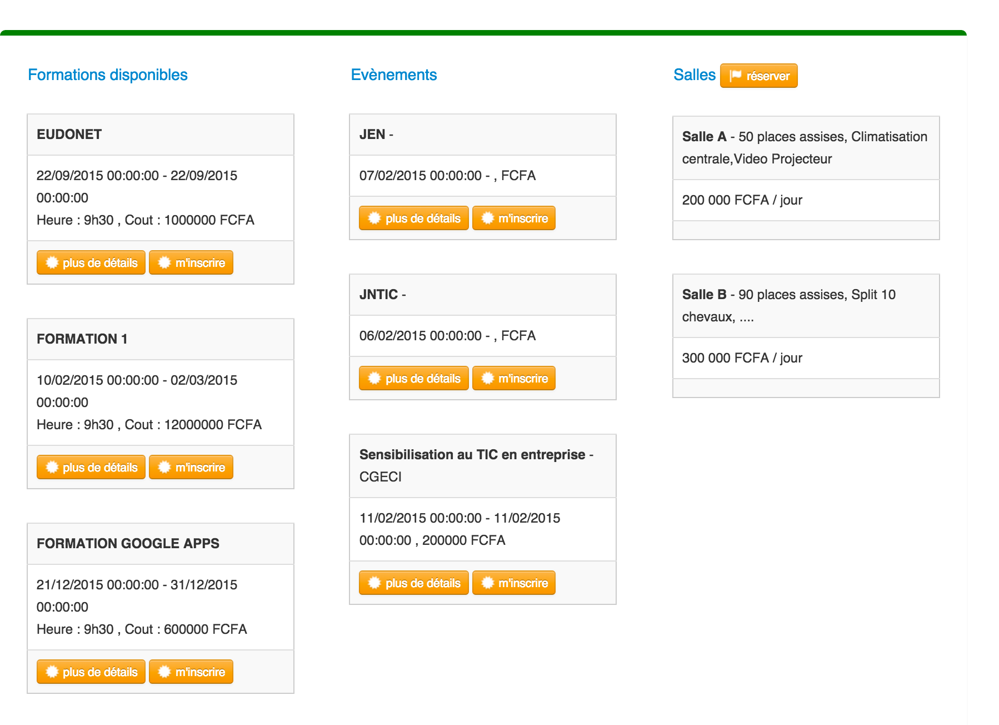 Formations disponibles
EUDONET
22/09/2015 00:00:00 - 22/09/2015
00:00:00
Heure : 9h30 , Cout : 1000000 FCFA
plus de détails m'inscrire
FORMATION 1
10/02/2015 00:00:00 - 02/03/2015
00:00:00
Heure : 9h30 , Cout : 12000000 FCFA
plus de détails m'inscrire
FORMATION GOOGLE APPS
21/12/2015 00:00:00 - 31/12/2015
00:00:00
Heure : 9h30 , Cout : 600000 FCFA
plus de détails m'inscrire
Evènements
JEN -
07/02/2015 00:00:00 - , FCFA
plus de détails m'inscrire
JNTIC -
06/02/2015 00:00:00 - , FCFA
plus de détails m'inscrire
Sensibilisation au TIC en entreprise -
CGECI
11/02/2015 00:00:00 - 11/02/2015
00:00:00 , 200000 FCFA
plus de détails m'inscrire
Salles réserver
Salle A - 50 places assises, Climatisation
centrale,Video Projecteur
200 000 FCFA / jour
Salle B - 90 places assises, Split 10
chevaux, ....
300 000 FCFA / jour